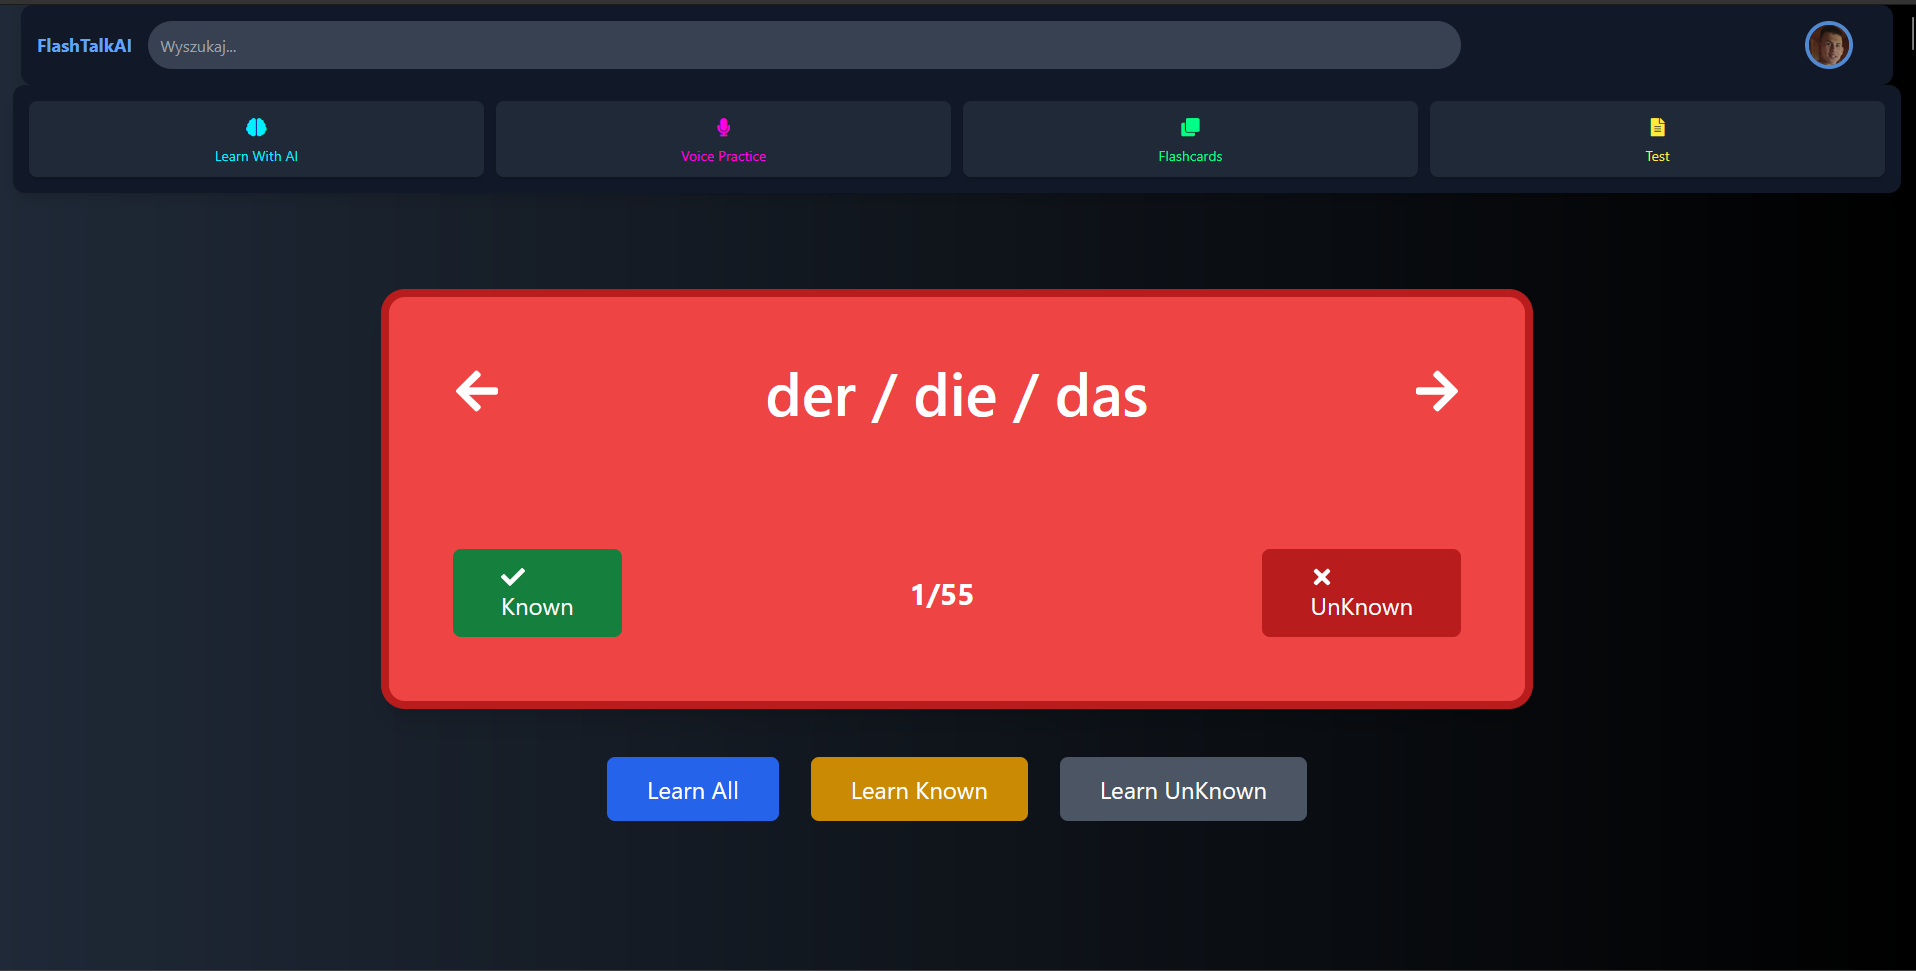 FlashTalkAI
Wyszukaj...
Learn With AI
Voice Practice
Flashcards
Test
der / die / das
Known
1/55
UnKnown
Learn All
Learn Known
Learn UnKnown